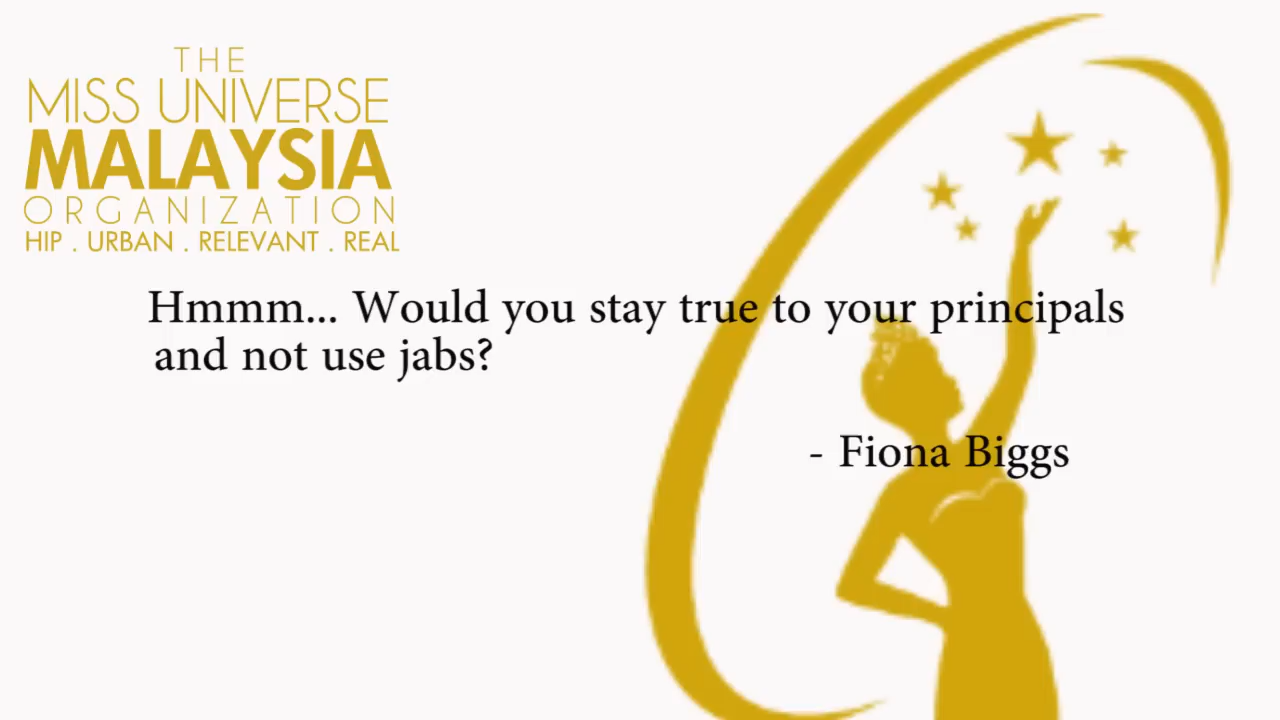 THE
MISS UNIVERSE
MALAYSIA
ORGANIZATION
HIP . URBAN . RELEVANT . REAL
Hmmm... Would you stay true to your principals
and not use jabs?
- Fiona Biggs